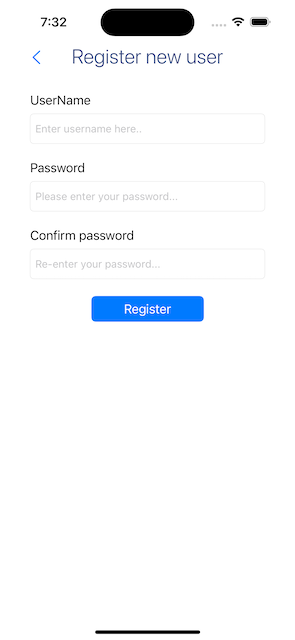 7:32
Register new user
UserName
Enter username here..
Password
Please enter your password...
Confirm password
Re-enter your password...
Register